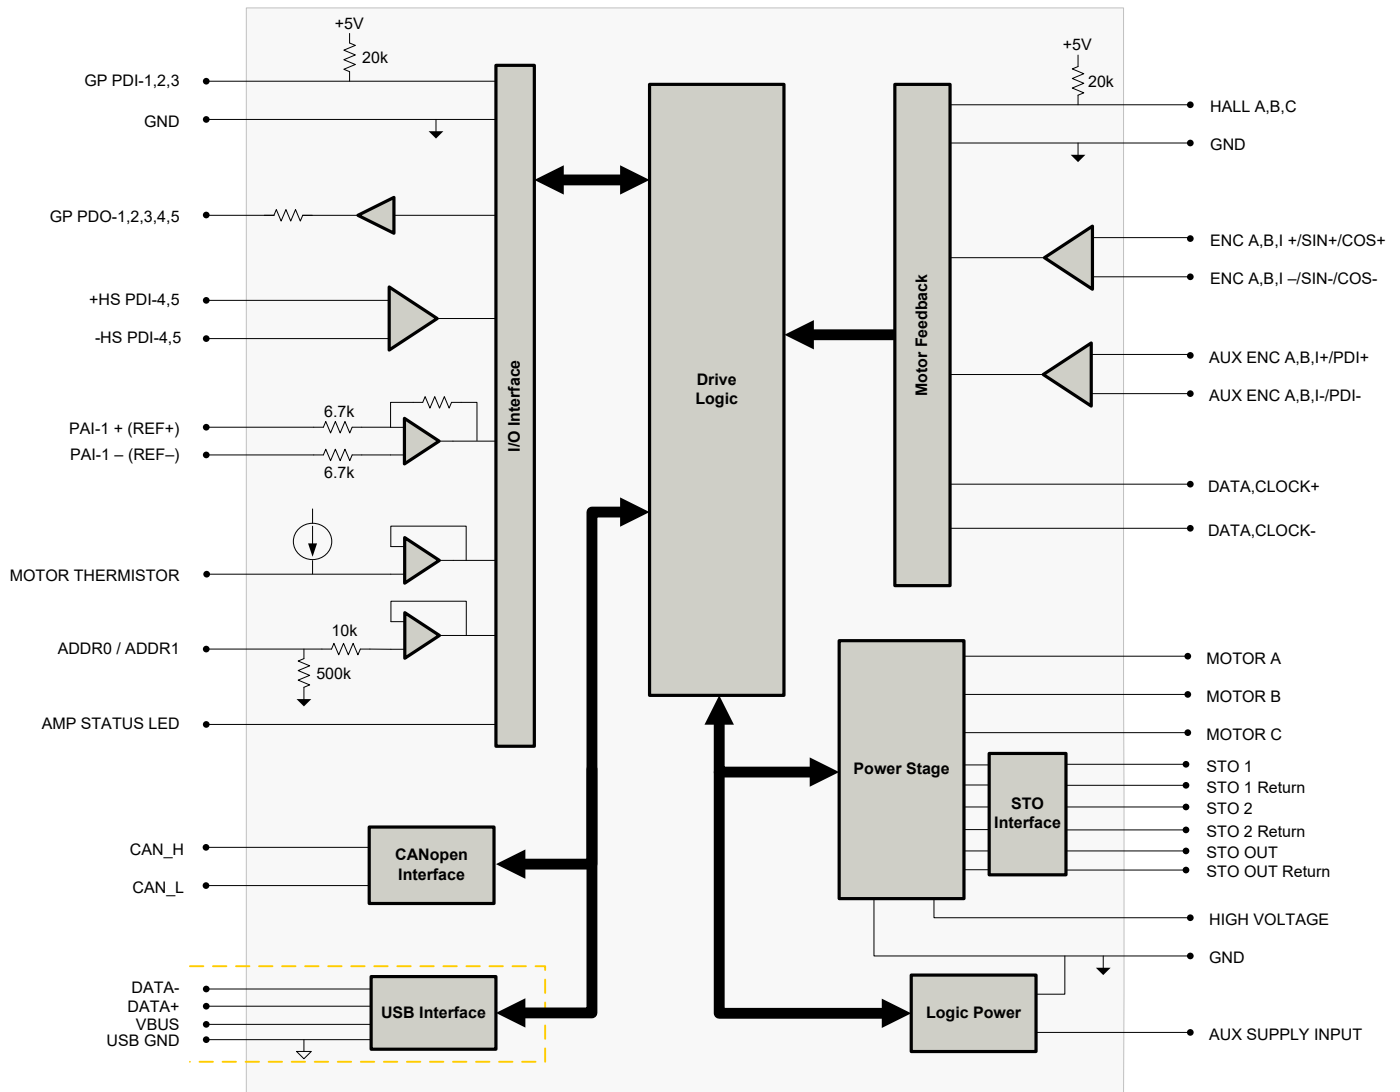 +5V
20k
GP PDI-1,2,3
GND
GP PDO-1,2,3,4,5
+HS PDI-4,5
-HS PDI-4,5
6.7k
PAI-1 + (REF+)
PAI-1 – (REF–)
6.7k
MOTOR THERMISTOR
10k
ADDR0 / ADDR1
500k
AMP STATUS LED
I/O Interface
CAN_H
CAN_L
CANopen
Interface
DATA-
DATA+
VBUS
USB GND
USB Interface
Drive
Logic
+5V
20k
HALL A,B,C
GND
ENC A,B,I +/SIN+/COS+
ENC A,B,I –/SIN-/COS-
Motor Feedback
AUX ENC A,B,I+/PDI+
AUX ENC A,B,I-/PDI-
DATA,CLOCK+
DATA,CLOCK-
MOTOR A
MOTOR B
MOTOR C
Power Stage
STO
Interface
STO 1
STO 1 Return
STO 2
STO 2 Return
STO OUT
STO OUT Return
HIGH VOLTAGE
GND
Logic Power
AUX SUPPLY INPUT